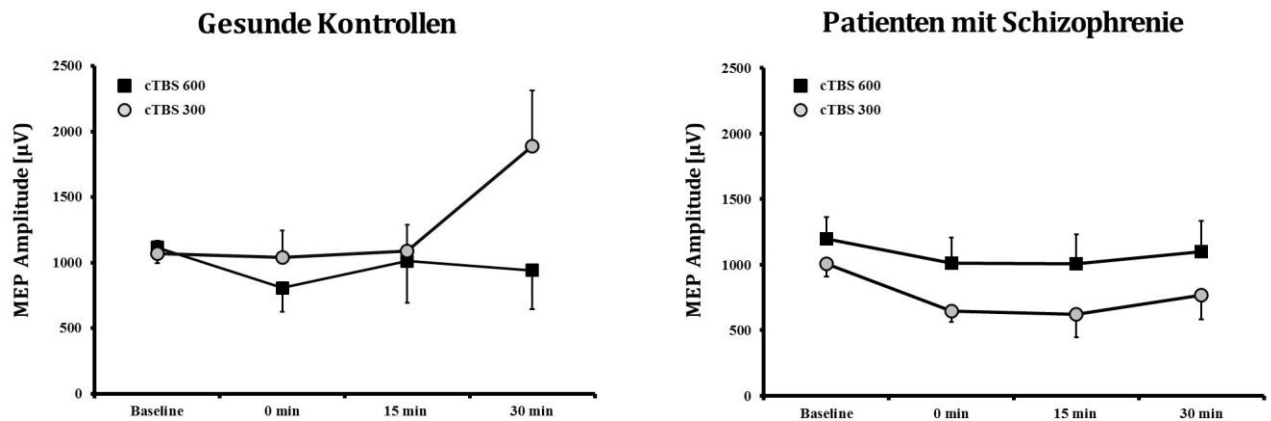 Gesunde Kontrollen
MEP Amplitude [µV]
2500
2000
1500
1000
500
0
cTBS 600
cTBS 300
Baseline 0 min 15 min 30 min
Patienten mit Schizophrenie
MEP Amplitude [µV]
2500
2000
1500
1000
500
0
cTBS 600
cTBS 300
Baseline 0 min 15 min 30 min